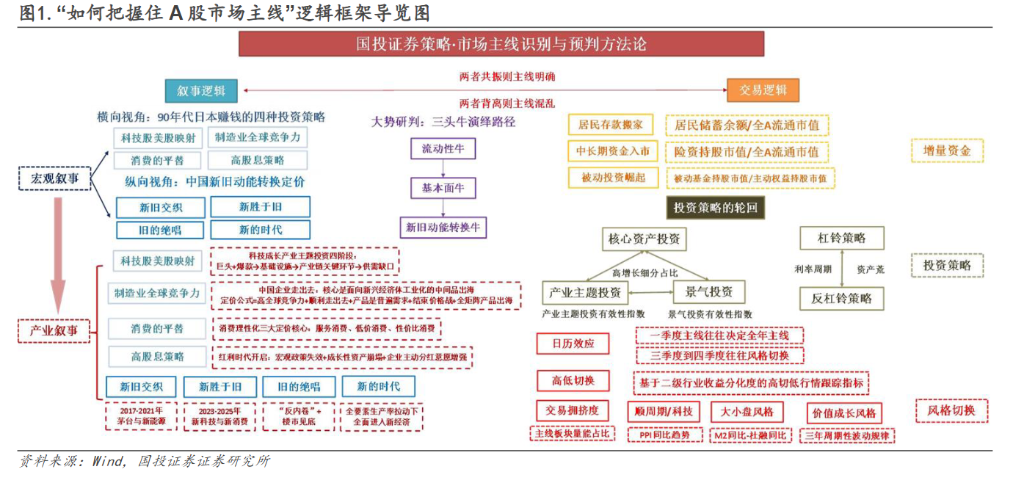 图1.“如何把握住 A 股市场主线”逻辑框架导览图
国投证券策略·市场主线识别与预判方法论
两者共振则主线明确
叙事逻辑
交易逻辑
两者背离则主线混乱
横向视角：90年代日本赚钱的四种投资策略
科技股美股映射
制造业全球竞争力
消费的平替
高股息策略
宏观叙事
纵向视角：中国新旧动能转换定价
新旧交织
新胜于旧
旧的绝唱
新的时代
大势研判：三头牛演绎路径
流动性牛
基本面牛
新旧动能转换牛
居民存款搬家
居民储蓄余额/全A流通市值
中长期资金入市
险资持股市值/全A流通市值
被动投资崛起
被动基金持股市值/主动权益持股市值
增量资金
投资策略的轮回
核心资产投资
高增长细分占比
产业主题投资
景气投资
产业主题投资有效性指数
景气投资有效性指数
杠铃策略
利率周期
资产荒
反杠铃策略
投资策略
产业叙事
科技股美股映射
科技成长产业主题投资四阶段：
巨头+爆款→基础设施→产业链关键环节→供需缺口
制造业全球竞争力
中国企业走出去：核心是面向新兴经济体工业化的中间品出海
定价公式=高全球竞争力+顺利走出去+产品是普遍需求+结束价格战+全矩阵产品出海
消费的平替
消费理性化三大定价核心：服务消费、低价消费、性价比消费
高股息策略
红利时代开启：宏观政策失效+成长性资产崩塌+企业主动分红意愿增强
新旧交织
新胜于旧
旧的绝唱
新的时代
2017-2021年
茅台与新能源
2023-2025年
新科技与新消费
“反内卷”+
楼市见底
全要素生产率拉动下
全面进入新经济
日历效应
一季度主线往往决定全年主线
三季度到四季度往往风格切换
高低切换
基于二级行业收益分化度的高切低行情跟踪指标
交易拥挤度
顺周期/科技
大小盘风格
价值成长风格
主线板块量能占比
PPI同比趋势
M2同比-社融同比
三年周期性波动规律
风格切换
资料来源：Wind，国投证券证券研究所